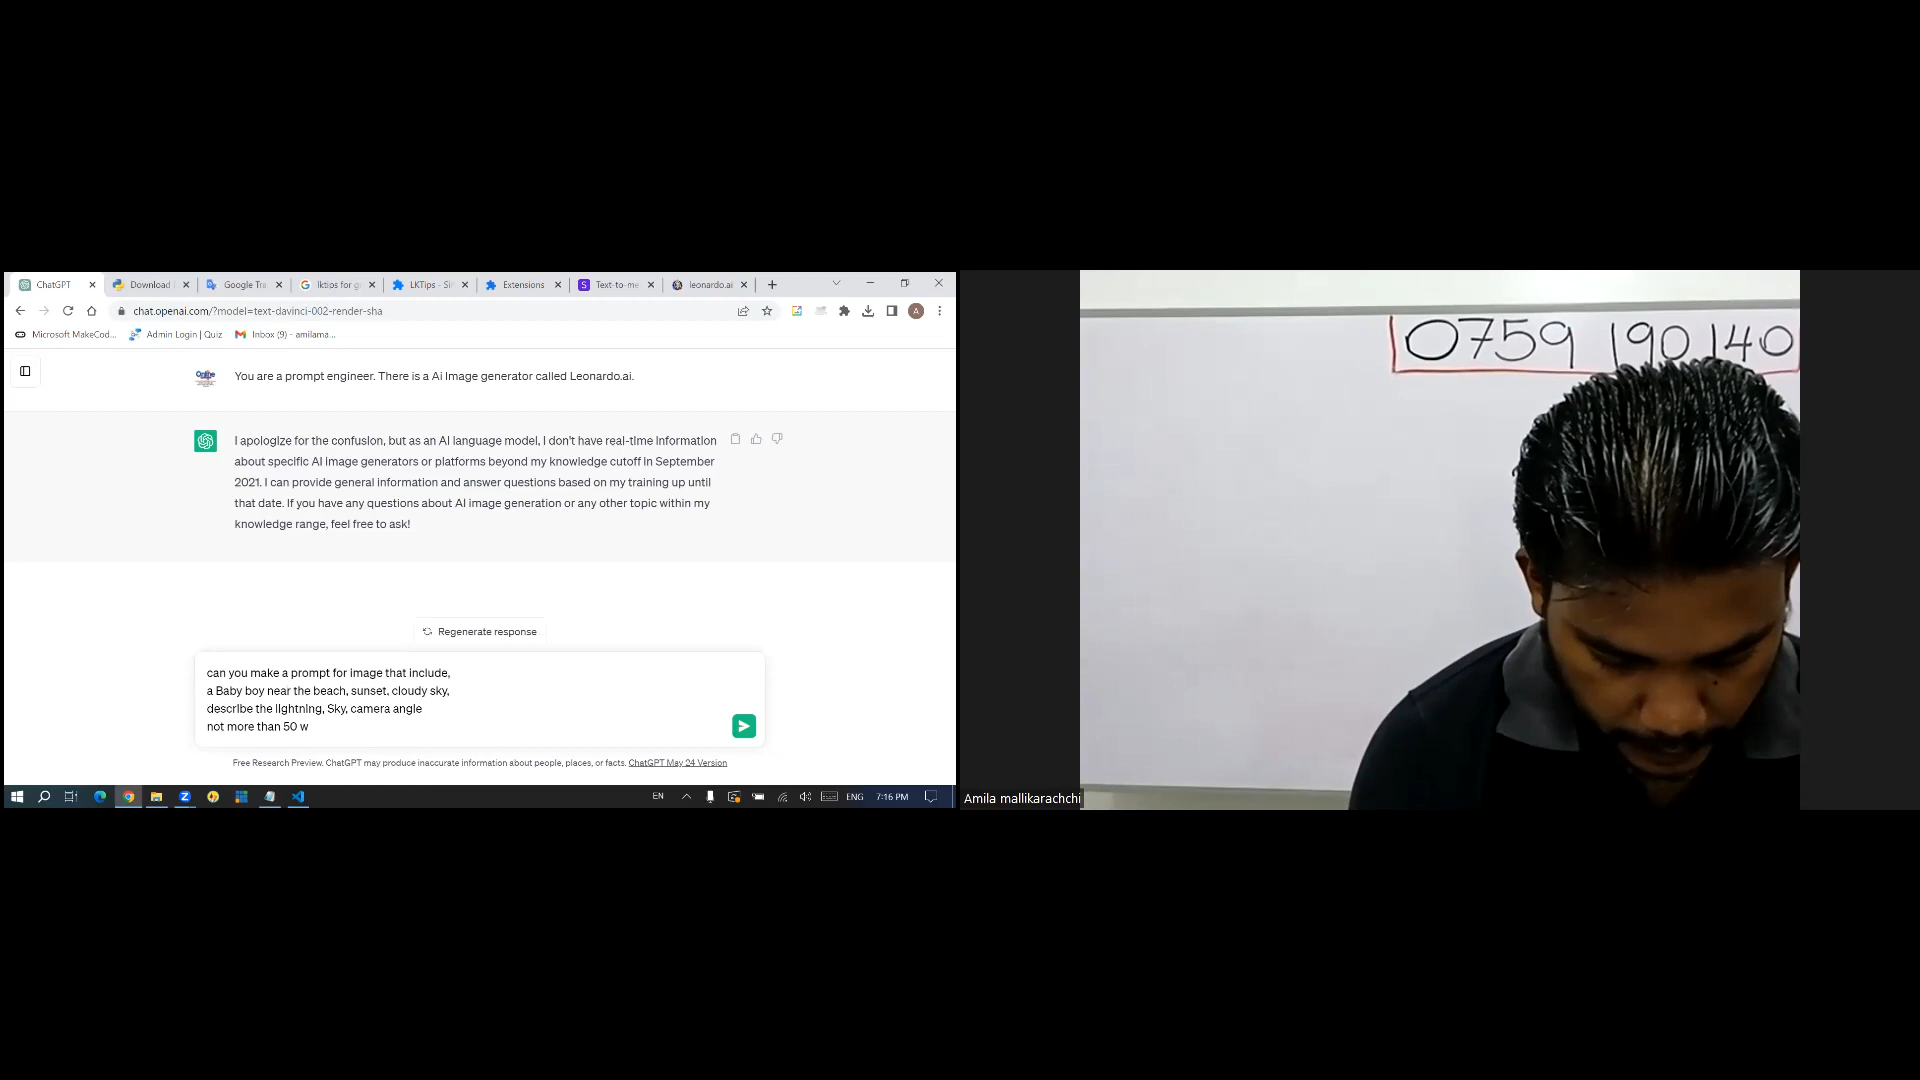 ChatGPT
Download
Google Tra
lktips for g
LKTips - Si
Extensions
Text-to-me
leonardo.ai
chat.openai.com/?model=text-davinci-002-render-sha
A
Microsoft MakeCod...
Admin Login | Quiz
Inbox (9) - amilama...
You are a prompt engineer. There is a Ai Image generator called Leonardo.ai.
I apologize for the confusion, but as an AI language model, I don't have real-time information
about specific AI image generators or platforms beyond my knowledge cutoff in September
2021. I can provide general information and answer questions based on my training up until
that date. If you have any questions about AI image generation or any other topic within my
knowledge range, feel free to ask!
Regenerate response
can you make a prompt for image that include,
a Baby boy near the beach, sunset, cloudy sky,
describe the lightning, Sky, camera angle
not more than 50 w
Free Research Preview. ChatGPT may produce inaccurate information about people, places, or facts. ChatGPT May 24 Version
EN
ENG
7:16 PM
0759 190 140
Amila mallikarachchi